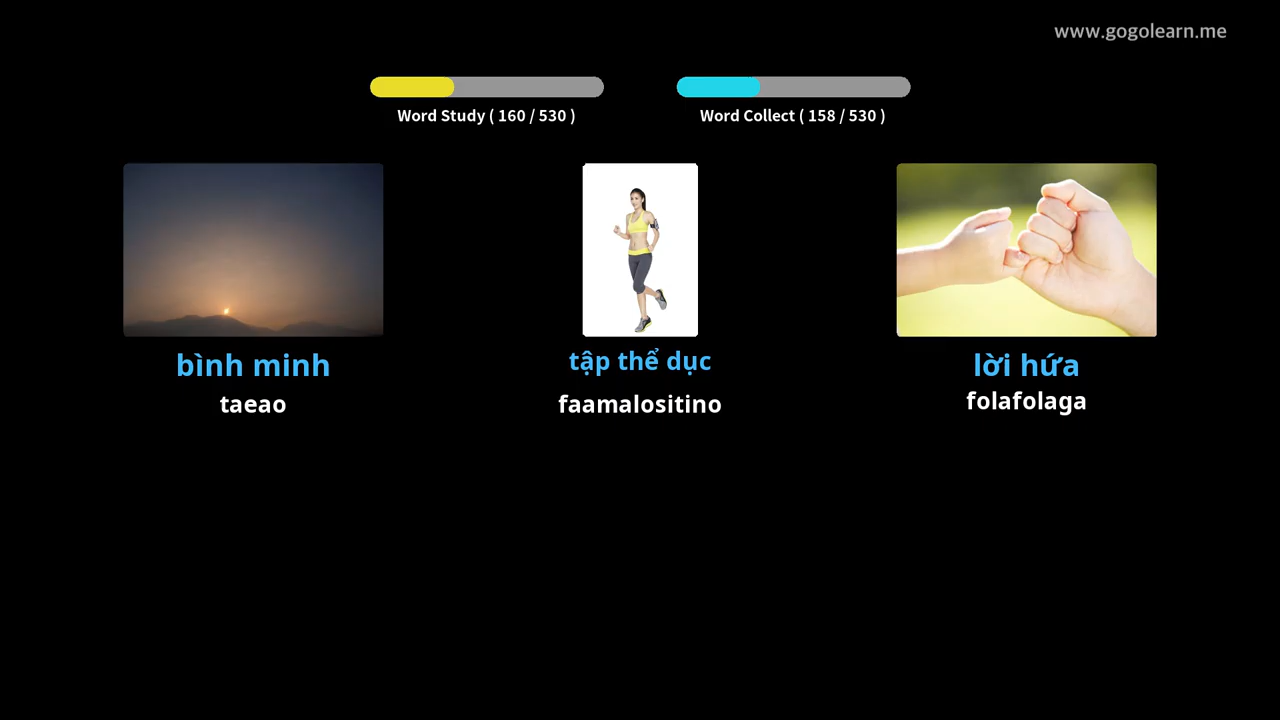 www.gogolearn.me
Word Study ( 160 / 530 )
Word Collect ( 158 / 530 )
bình minh
taeao
tập thể dục
faamalositino
lời hứa
folafolaga